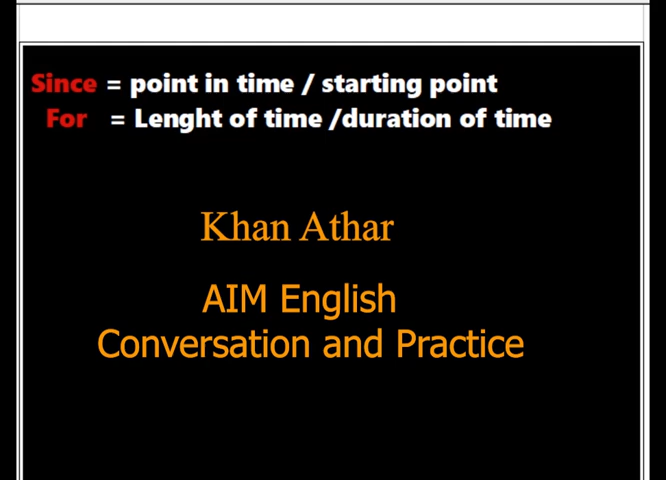 Since = point in time / starting point
For = Lenght of time /duration of time
Khan Athar
AIM English
Conversation and Practice